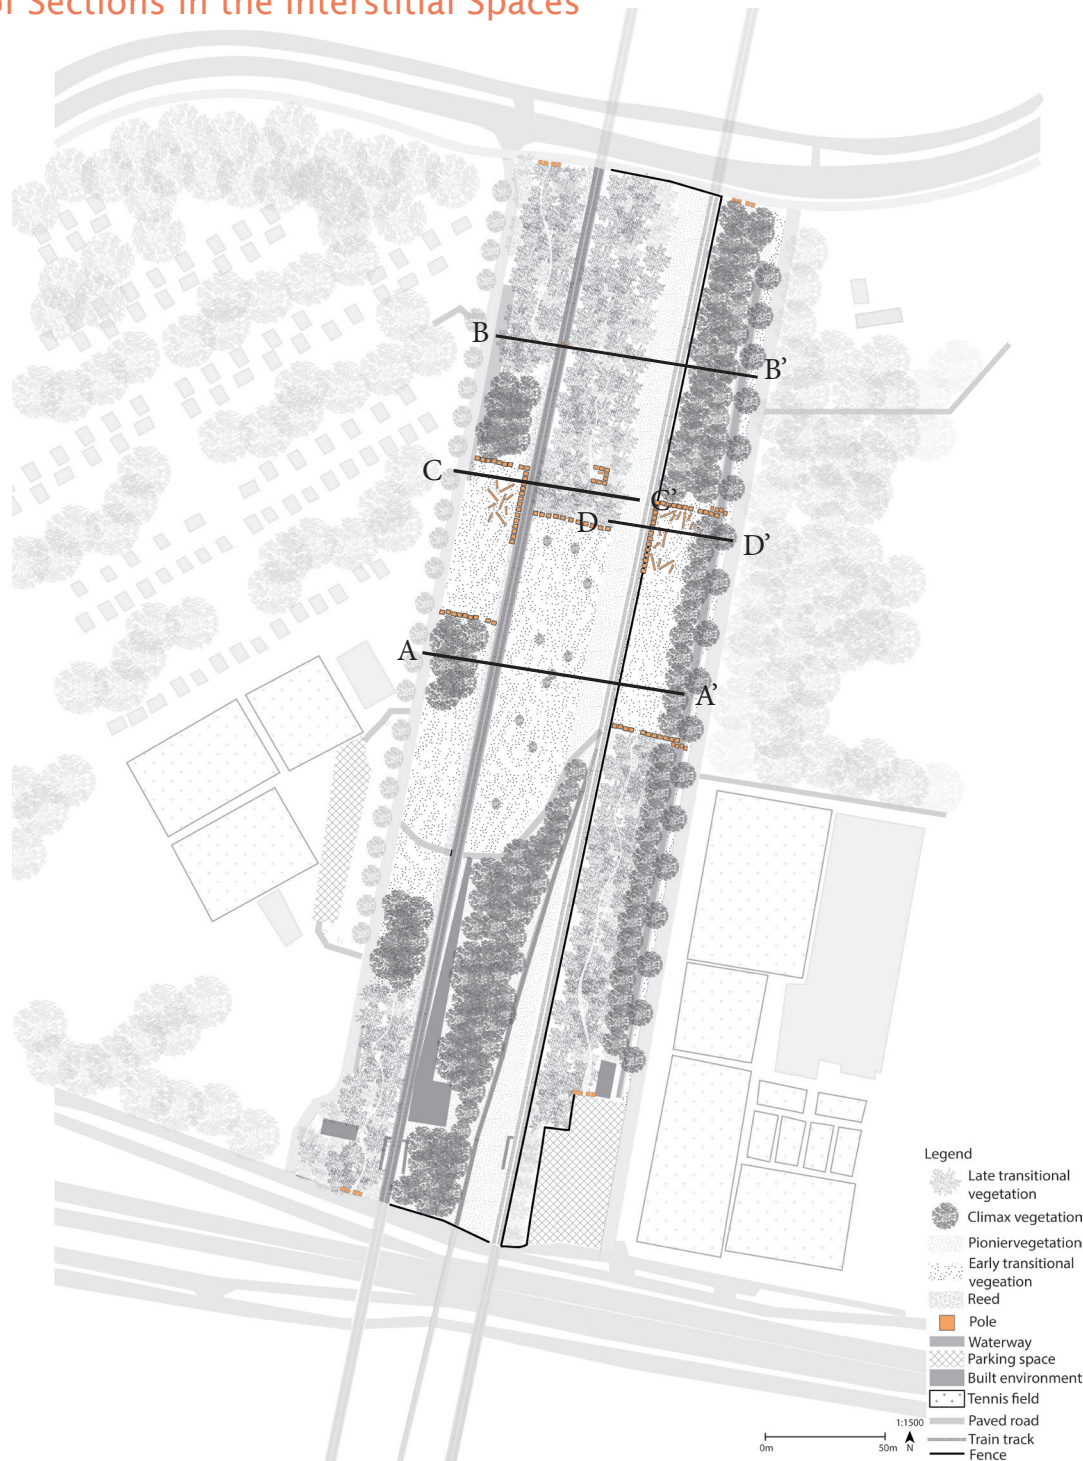 of Sections in the Interstitial Spaces
B
B'
C
C'
D
D'
A
A'
Legend
Late transitional
vegetation
Climax vegetation
Pioniervegetation
Early transitional
vegeation
Reed
Pole
Waterway
Parking space
Built environment
Tennis field
Paved road
Train track
Fence
1:1500
0m
50m
N